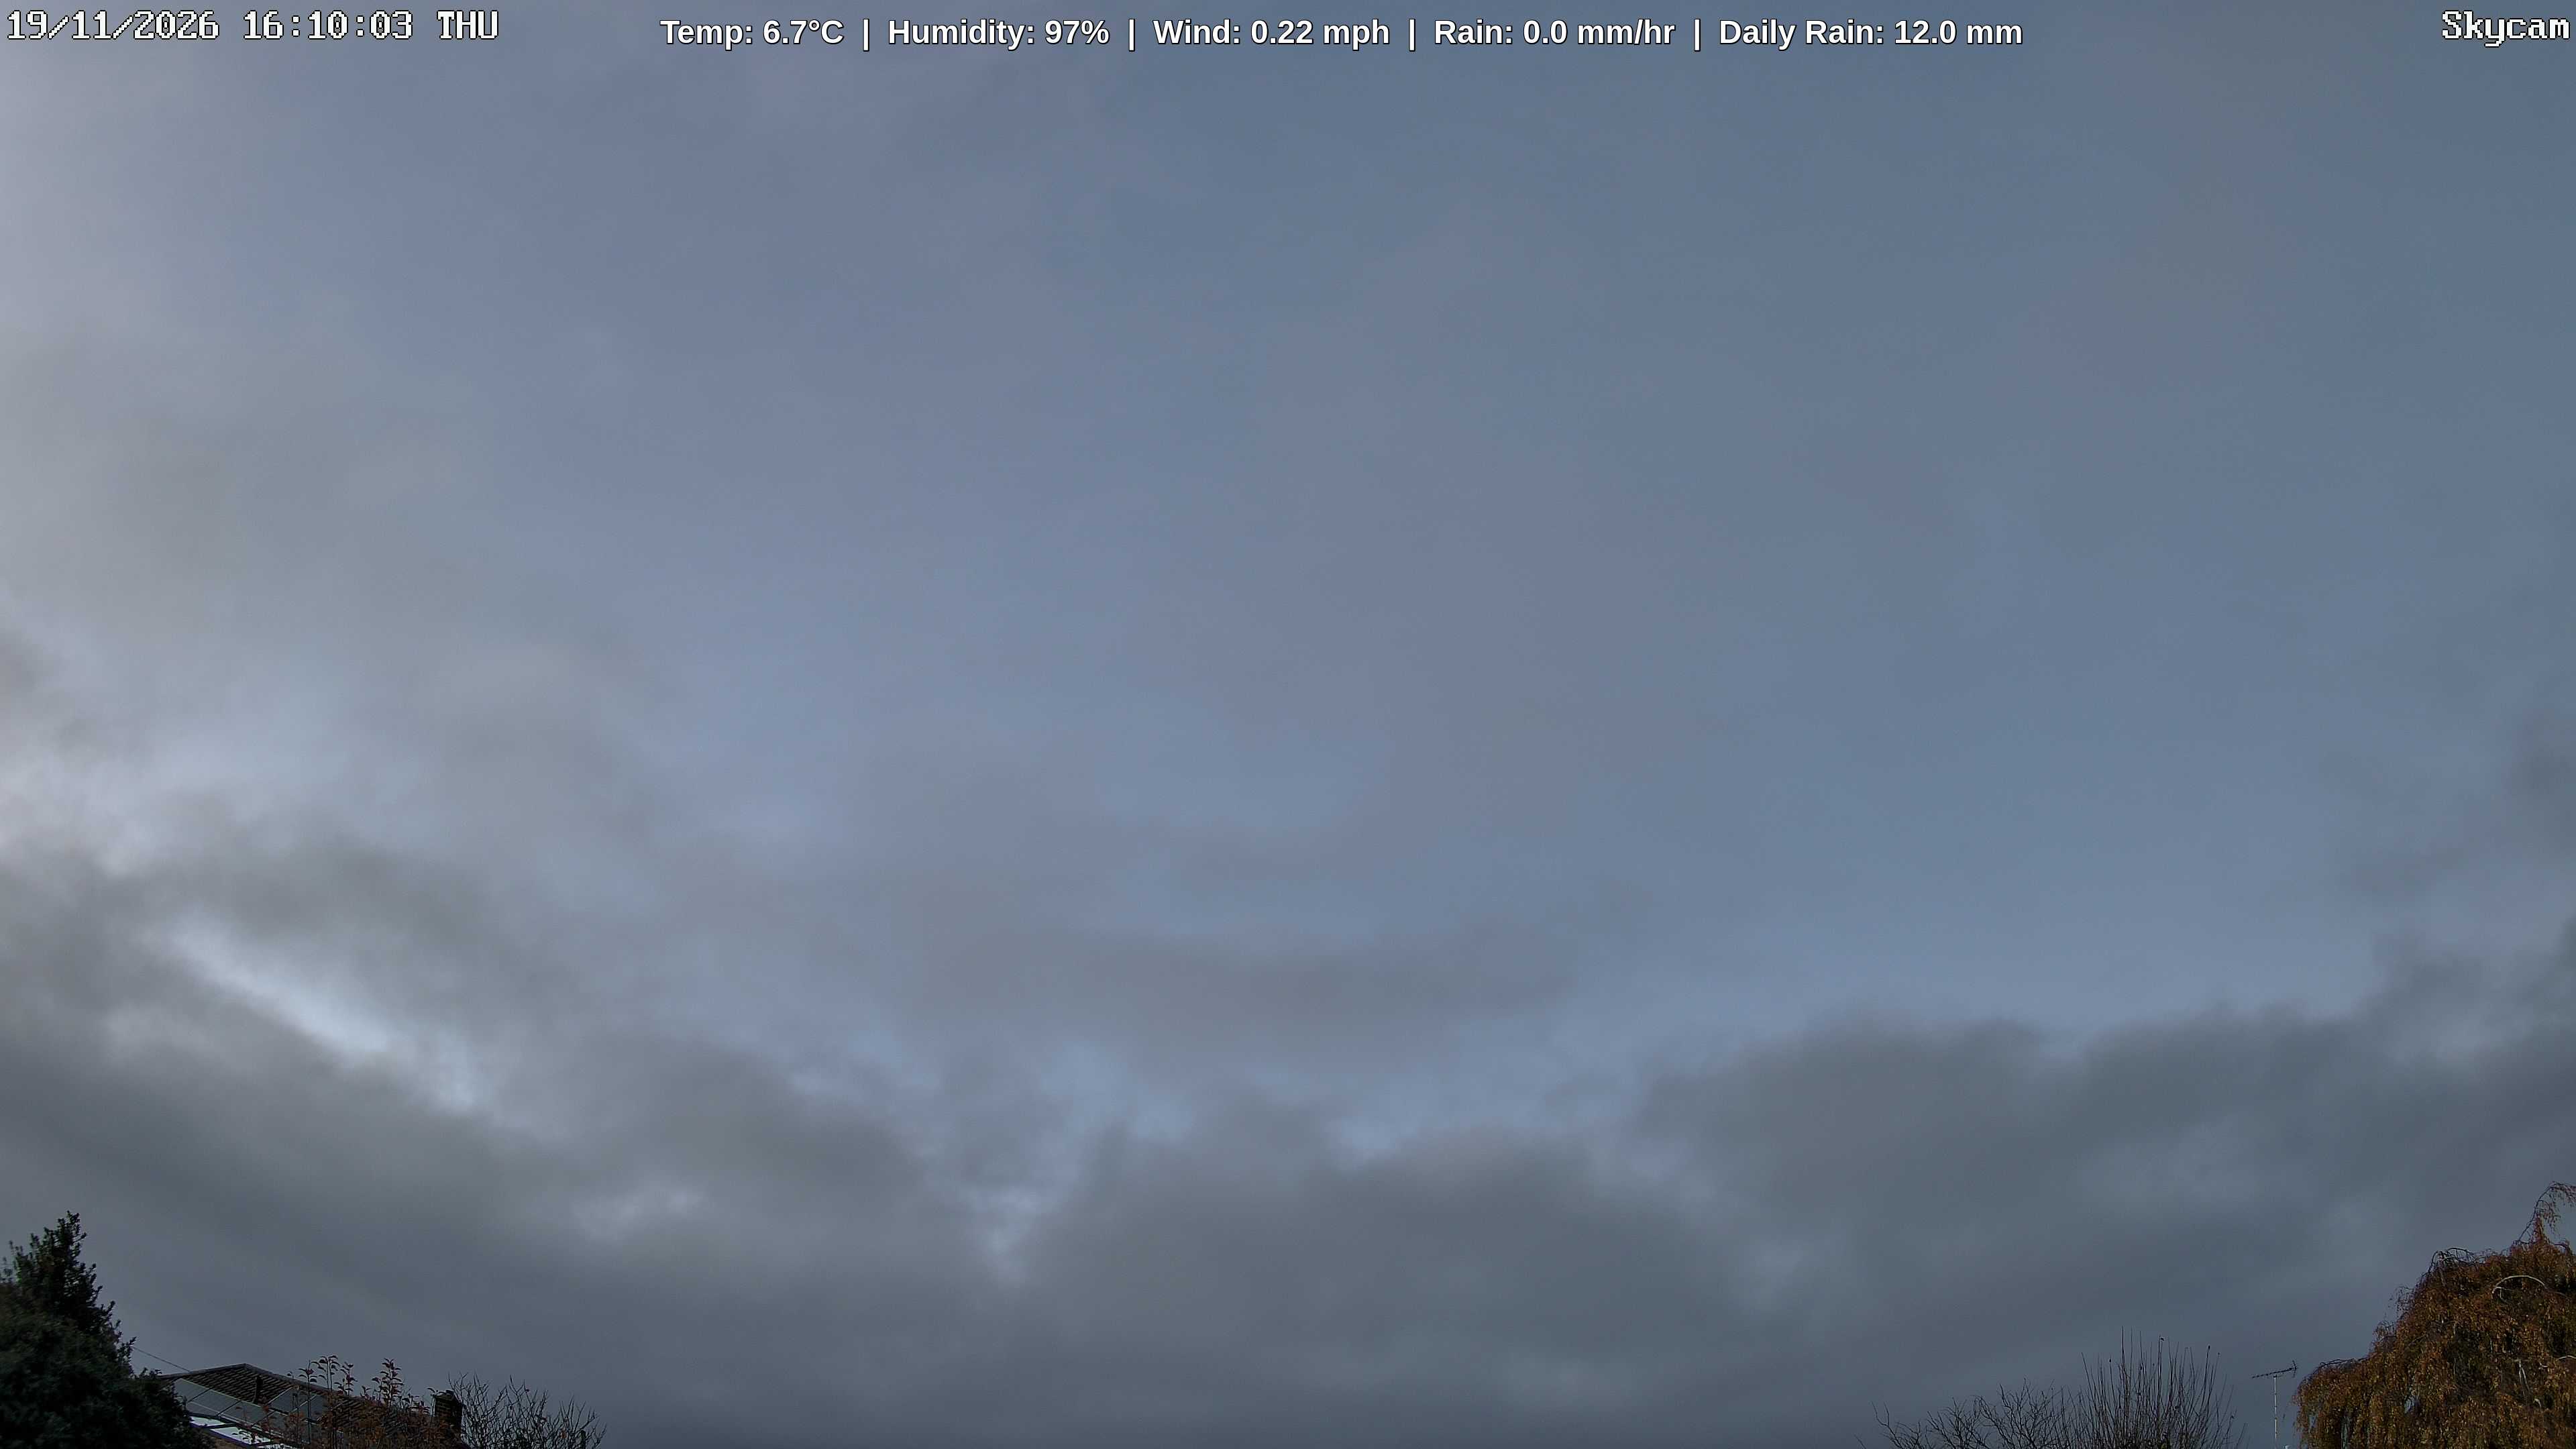 19/11/2026 16:10:03 THU
Temp: 6.7°C | Humidity: 97% | Wind: 0.22 mph | Rain: 0.0 mm/hr | Daily Rain: 12.0 mm
Skycam